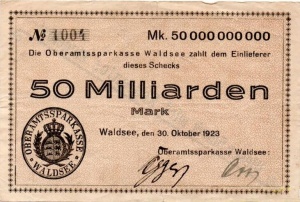 № 1004 Mk. 50 000 000 000
Die Oberamtssparkasse Waldsee zahlt dem Einlieferer
dieses Schecks
50 Milliarden
Mark
Waldsee, den 30. Oktober 1923
Oberamtssparkasse Waldsee:
OBERAMTSSPARKASSE
WALDSEE